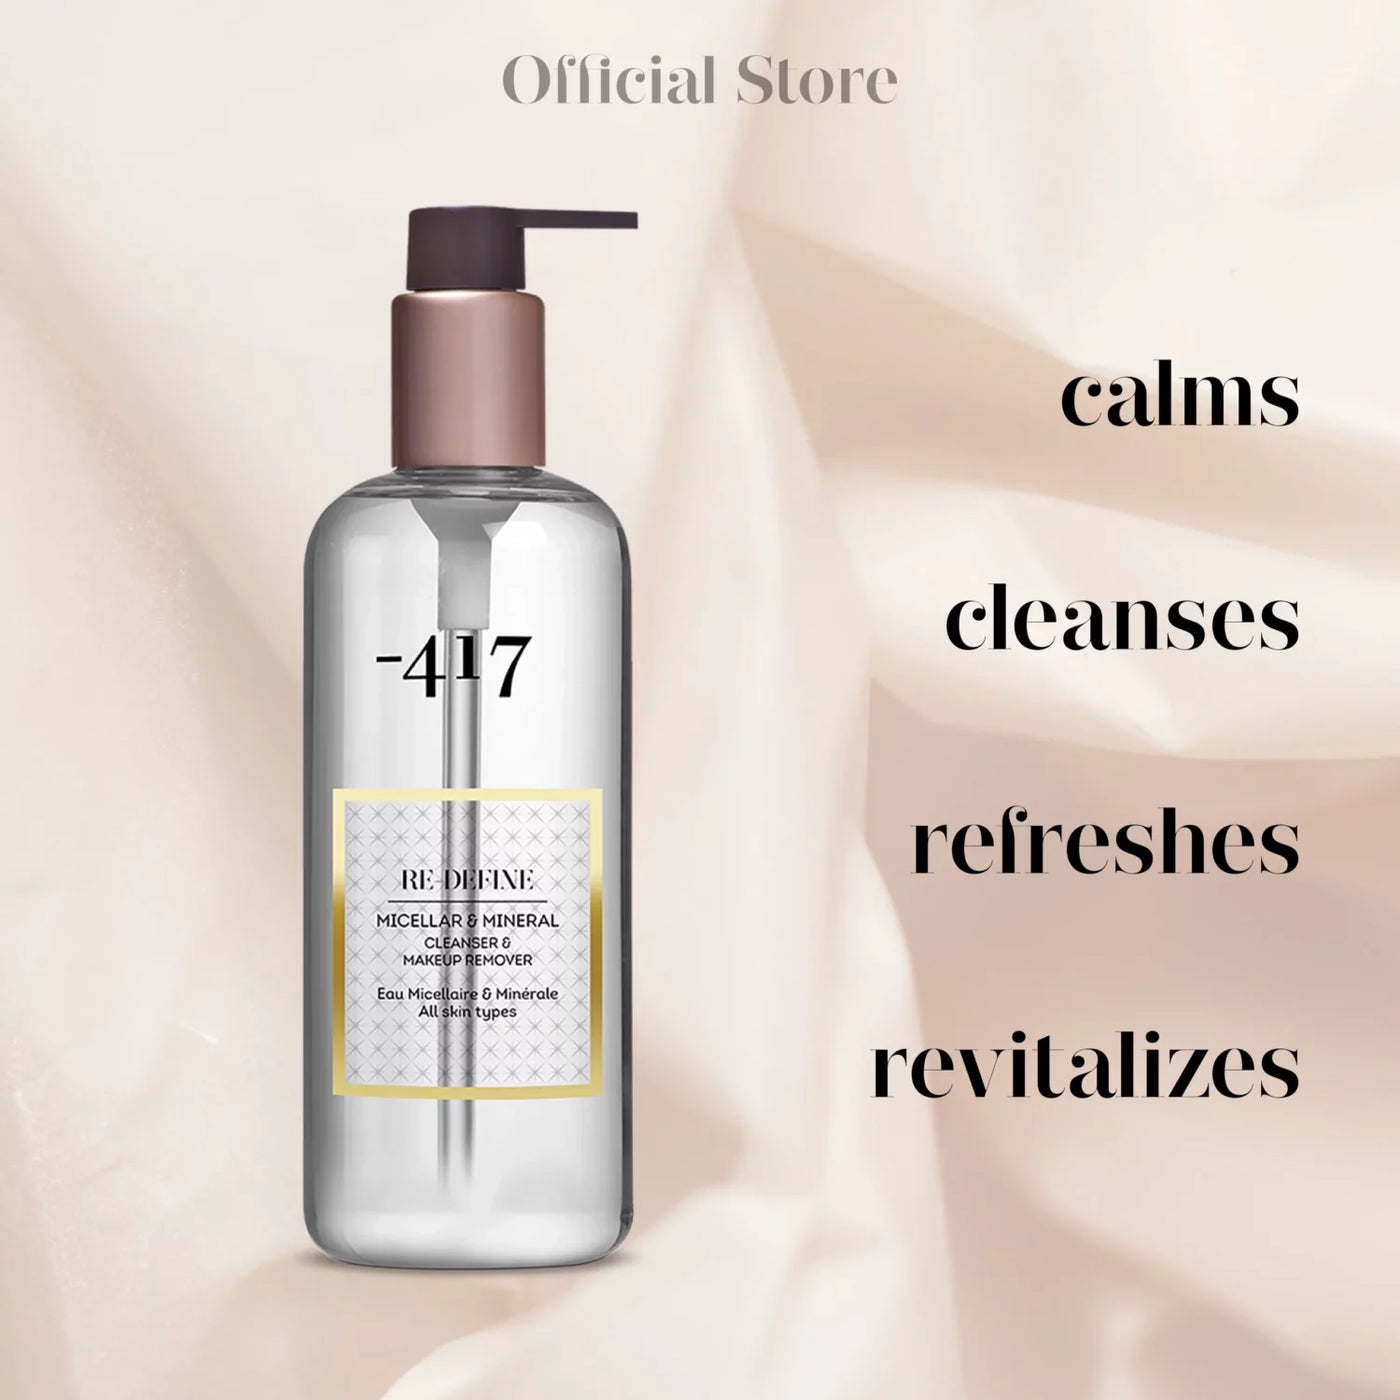 Official Store
calms
cleanses
refreshes
revitalizes
-417
RE-DEFINE
MICELLAR & MINERAL
CLEANSER &
MAKEUP REMOVER
Eau Micellaire & Minérale
All skin types